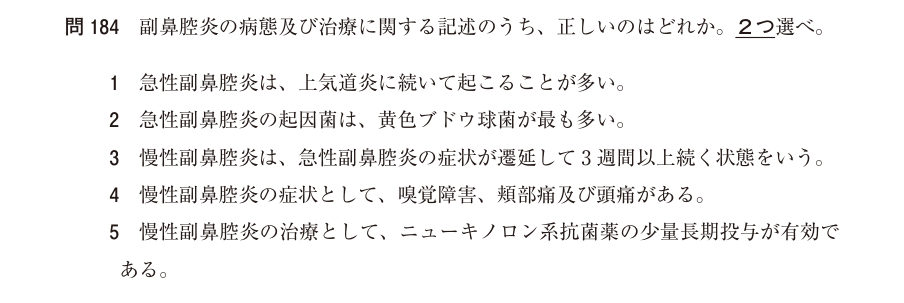 問 184　副鼻腔炎の病態及び治療に関する記述のうち、正しいのはどれか。２つ選べ。
1　急性副鼻腔炎は、上気道炎に続いて起こることが多い。
2　急性副鼻腔炎の起因菌は、黄色ブドウ球菌が最も多い。
3　慢性副鼻腔炎は、急性副鼻腔炎の症状が遷延して３週間以上続く状態をいう。
4　慢性副鼻腔炎の症状として、嗅覚障害、頬部痛及び頭痛がある。
5　慢性副鼻腔炎の治療として、ニューキノロン系抗菌薬の少量長期投与が有効で
ある。